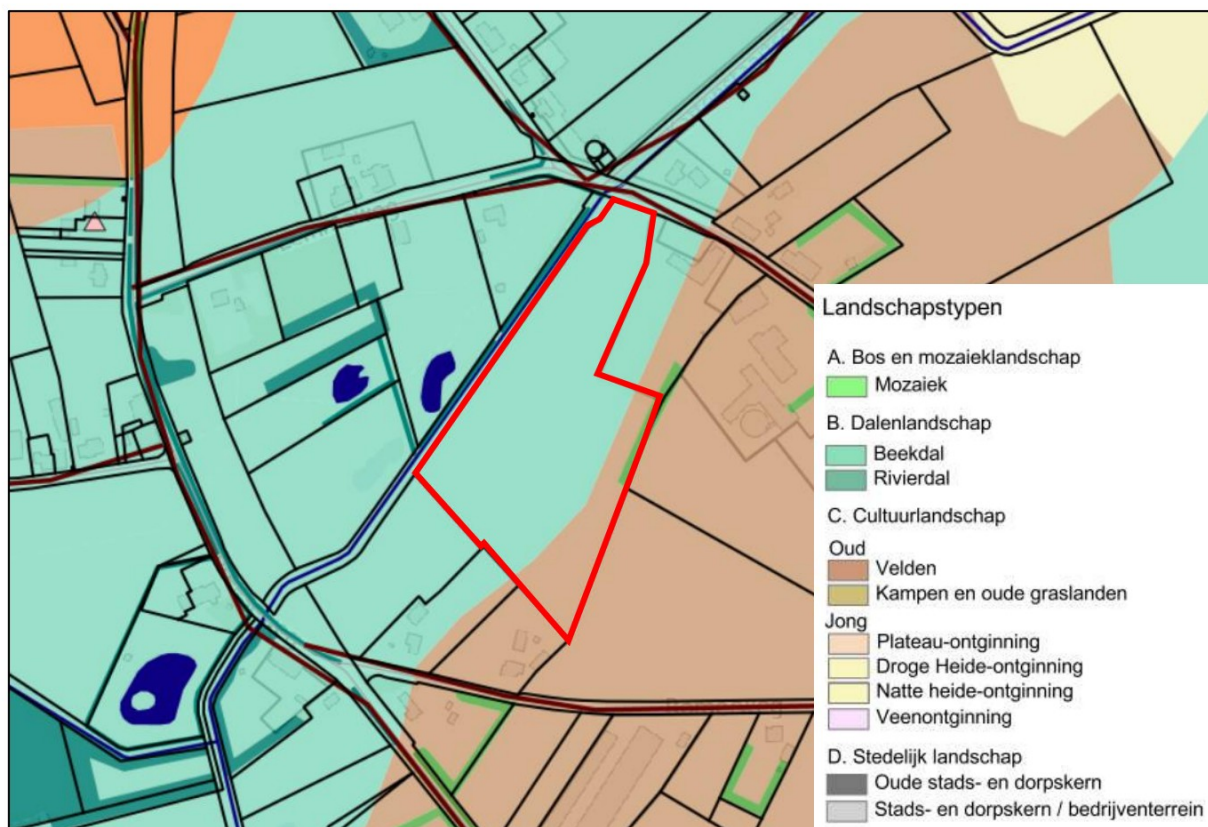 Landschapstypen
A. Bos en mozaieklandschap
Mozaiek
B. Dalenlandschap
Beekdal
Rivierdal
C. Cultuurlandschap
Oud
Velden
Kampen en oude graslanden
Jong
Plateau-ontginning
Droge Heide-ontginning
Natte heide-ontginning
Veenontginning
D. Stedelijk landschap
Oude stads- en dorpskern
Stads- en dorpskern / bedrijventerrein